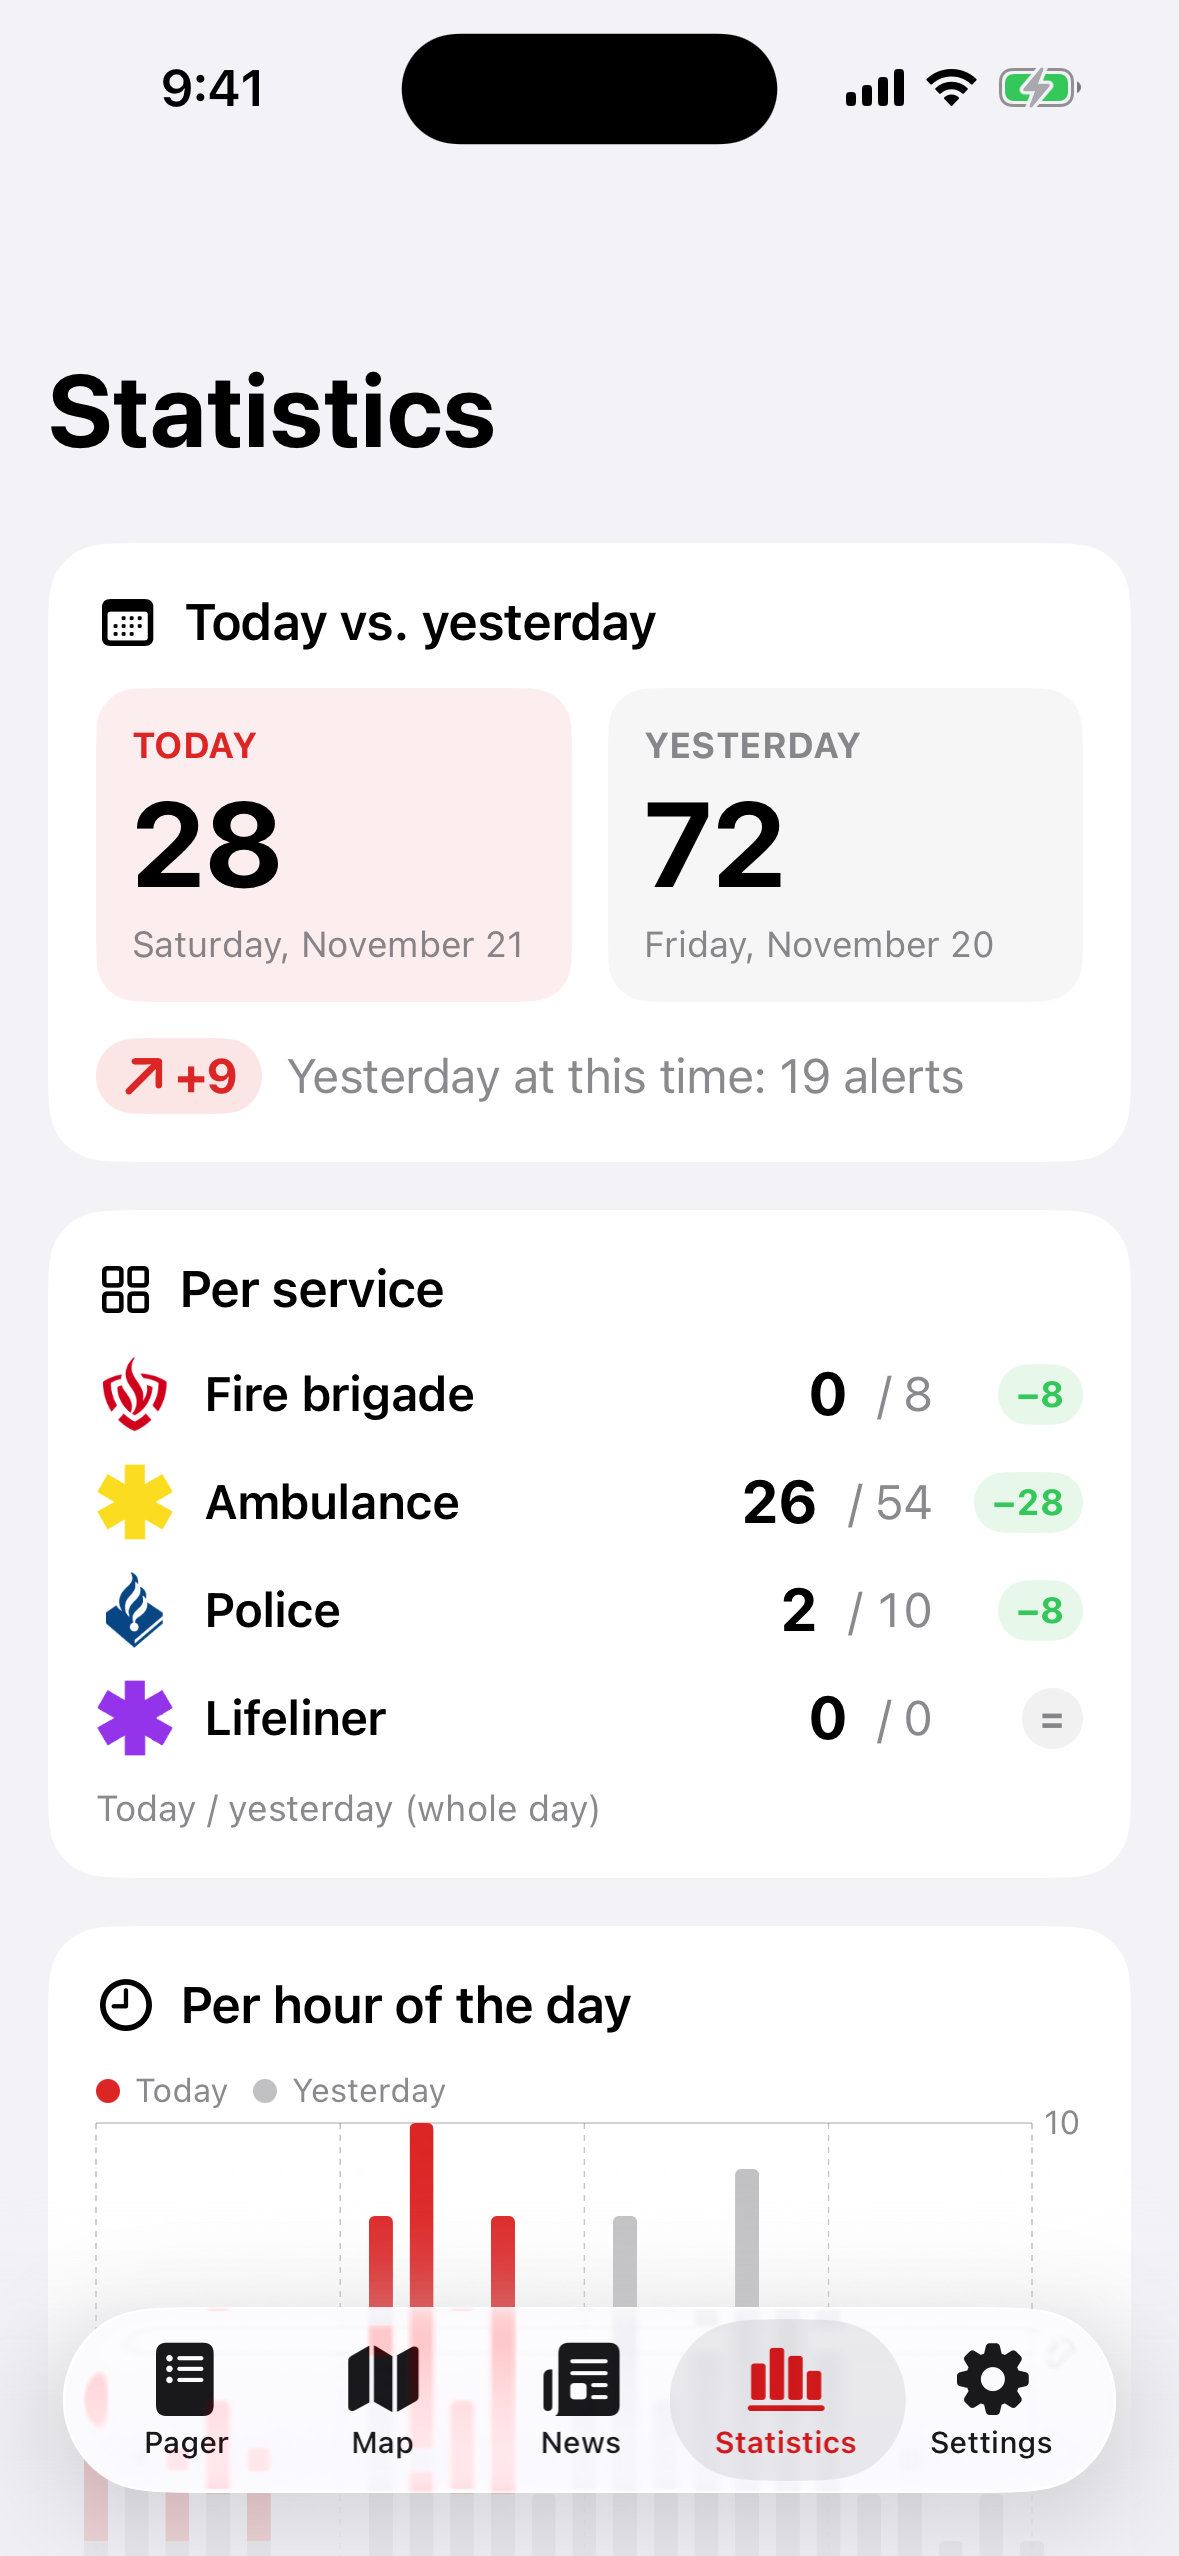 9:41
Statistics
Today vs. yesterday
TODAY
28
Saturday, November 21
YESTERDAY
72
Friday, November 20
+9 Yesterday at this time: 19 alerts
Per service
Fire brigade 0 / 8 −8
Ambulance 26 / 54 −28
Police 2 / 10 −8
Lifeliner 0 / 0 =
Today / yesterday (whole day)
Per hour of the day
Today Yesterday
10
Pager Map News Statistics Settings